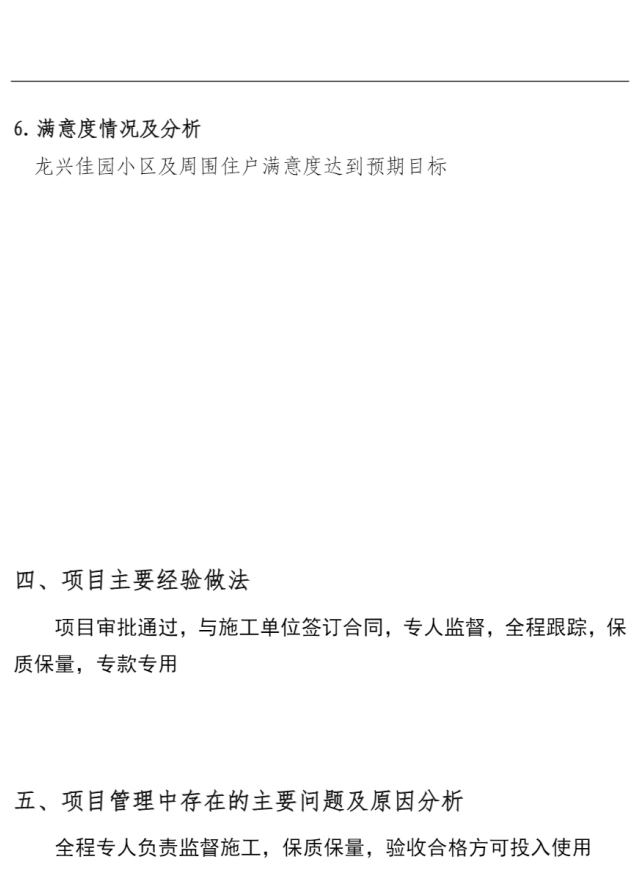 6. 满意度情况及分析
龙兴佳园小区及周围住户满意度达到预期目标
四、项目主要经验做法
项目审批通过，与施工单位签订合同，专人监督，全程跟踪，保
质保量，专款专用
五、项目管理中存在的主要问题及原因分析
全程专人负责监督施工，保质保量，验收合格方可投入使用